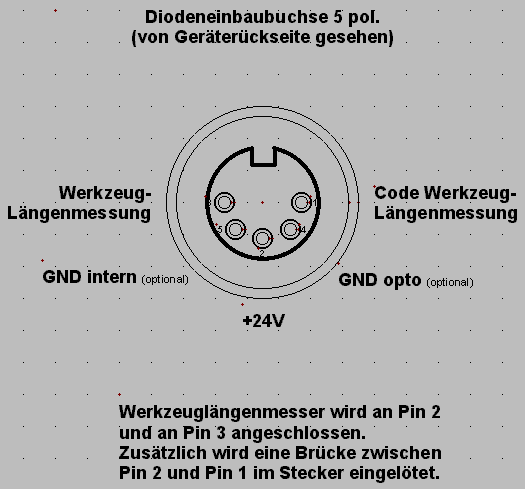 Diodeneinbaubuchse 5 pol.
(von Geräterückseite gesehen)
Werkzeug-
Längenmessung
Code Werkzeug-
Längenmessung
3
1
5
4
2
GND intern (optional)
GND opto (optional)
+24V
Werkzeuglängenmesser wird an Pin 2
und an Pin 3 angeschlossen.
Zusätzlich wird eine Brücke zwischen
Pin 2 und Pin 1 im Stecker eingelötet.